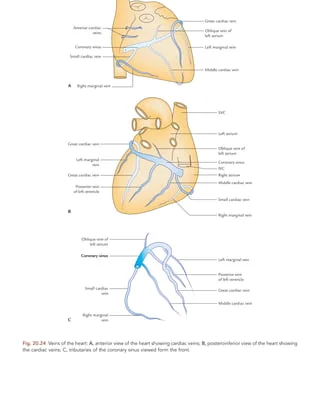 Great cardiac vein
Anterior cardiac
veins
Oblique vein of
left atrium
Coronary sinus
Left marginal vein
Small cardiac vein
Middle cardiac vein
A
Right marginal vein
SVC
Left atrium
Great cardiac vein
Oblique vein of
left atrium
Left marginal
vein
Coronary sinus
IVC
Great cardiac vein
Right atrium
Middle cardiac vein
Posterior vein
of left ventricle
Small cardiac vein
B
Right marginal vein
Oblique vein of
left atrium
Coronary sinus
Left marginal vein
Posterior vein
of left ventricle
Small cardiac
vein
Great cardiac vein
Middle cardiac vein
Right marginal
vein
C
Fig. 20.24 Veins of the heart: A, anterior view of the heart showing cardiac veins; B, posteroinferior view of the heart showing
the cardiac veins; C, tributaries of the coronary sinus viewed form the front.